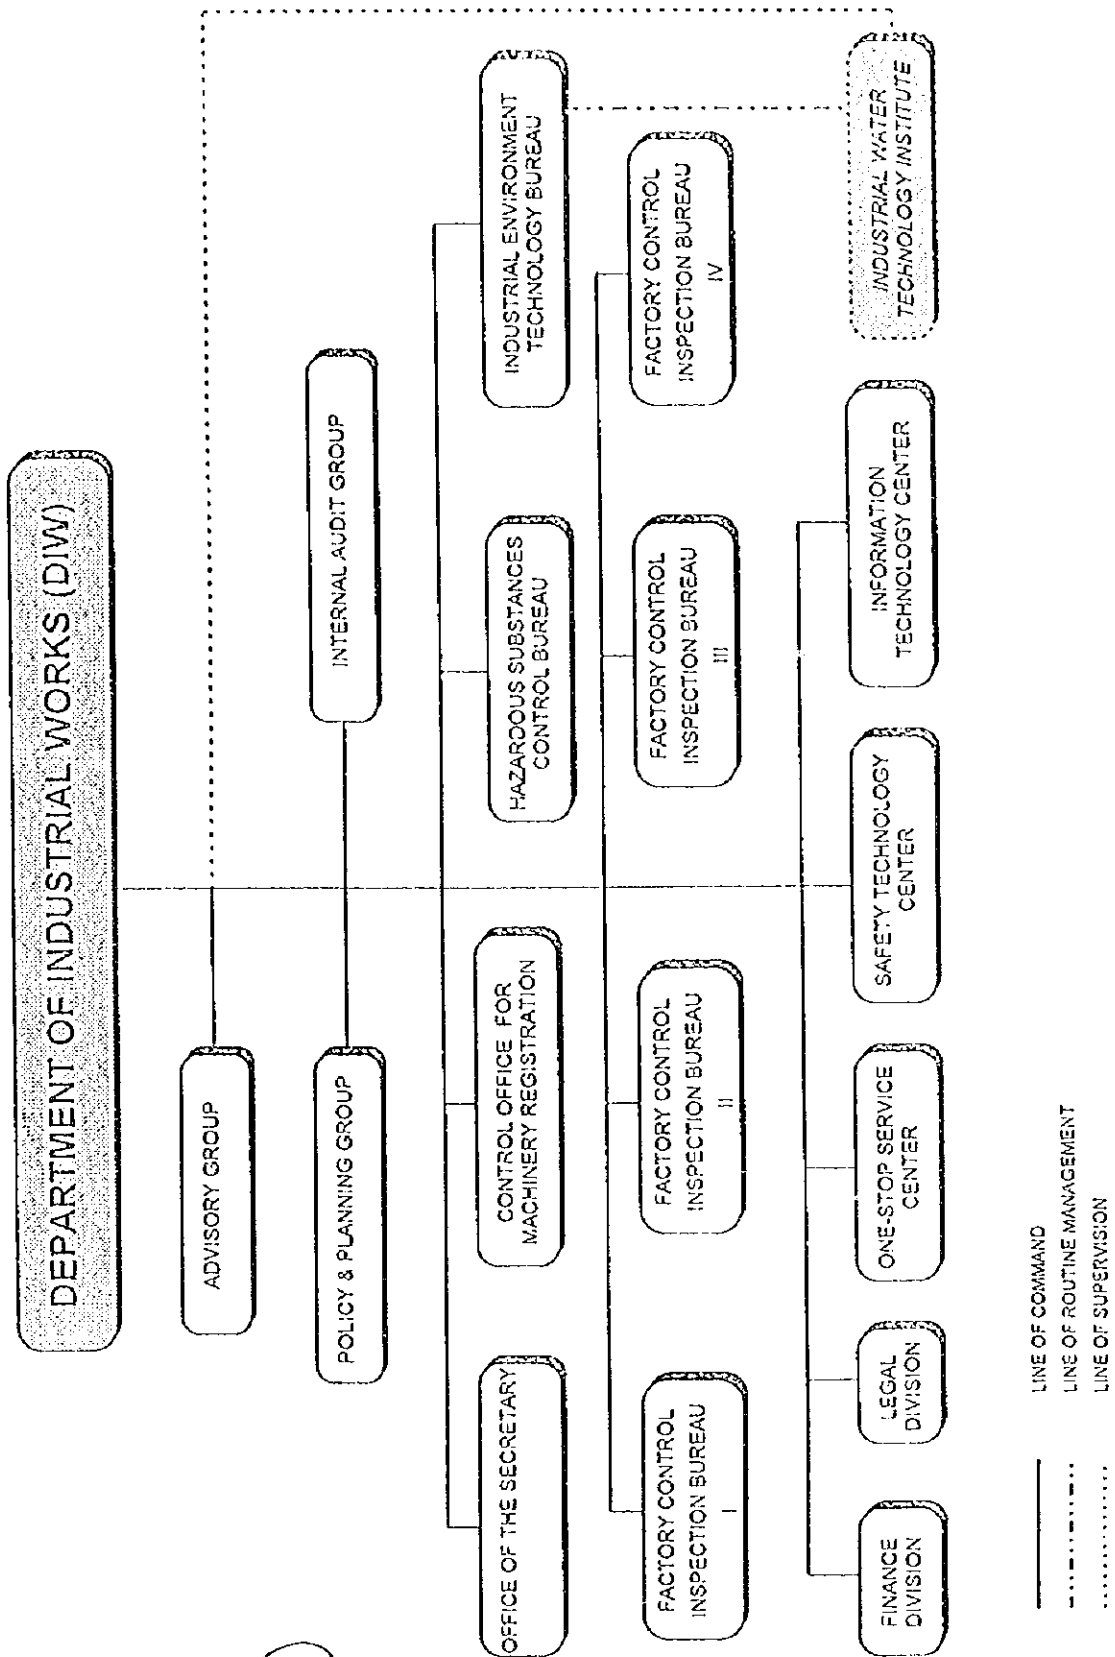 DEPARTMENT OF INDUSTRIAL WORKS (DIW)
ADVISORY GROUP
POLICY & PLANNING GROUP
INTERNAL AUDIT GROUP
OFFICE OF THE SECRETARY
CONTROL OFFICE FOR
MACHINERY REGISTRATION
HAZARDOUS SUBSTANCES
CONTROL BUREAU
INDUSTRIAL ENVIRONMENT
TECHNOLOGY BUREAU
FACTORY CONTROL
INSPECTION BUREAU
I
FACTORY CONTROL
INSPECTION BUREAU
II
FACTORY CONTROL
INSPECTION BUREAU
III
FACTORY CONTROL
INSPECTION BUREAU
IV
FINANCE
DIVISION
LEGAL
DIVISION
ONE-STOP SERVICE
CENTER
SAFETY TECHNOLOGY
CENTER
INFORMATION
TECHNOLOGY CENTER
INDUSTRIAL WATER
TECHNOLOGY INSTITUTE
LINE OF COMMAND
LINE OF ROUTINE MANAGEMENT
LINE OF SUPERVISION